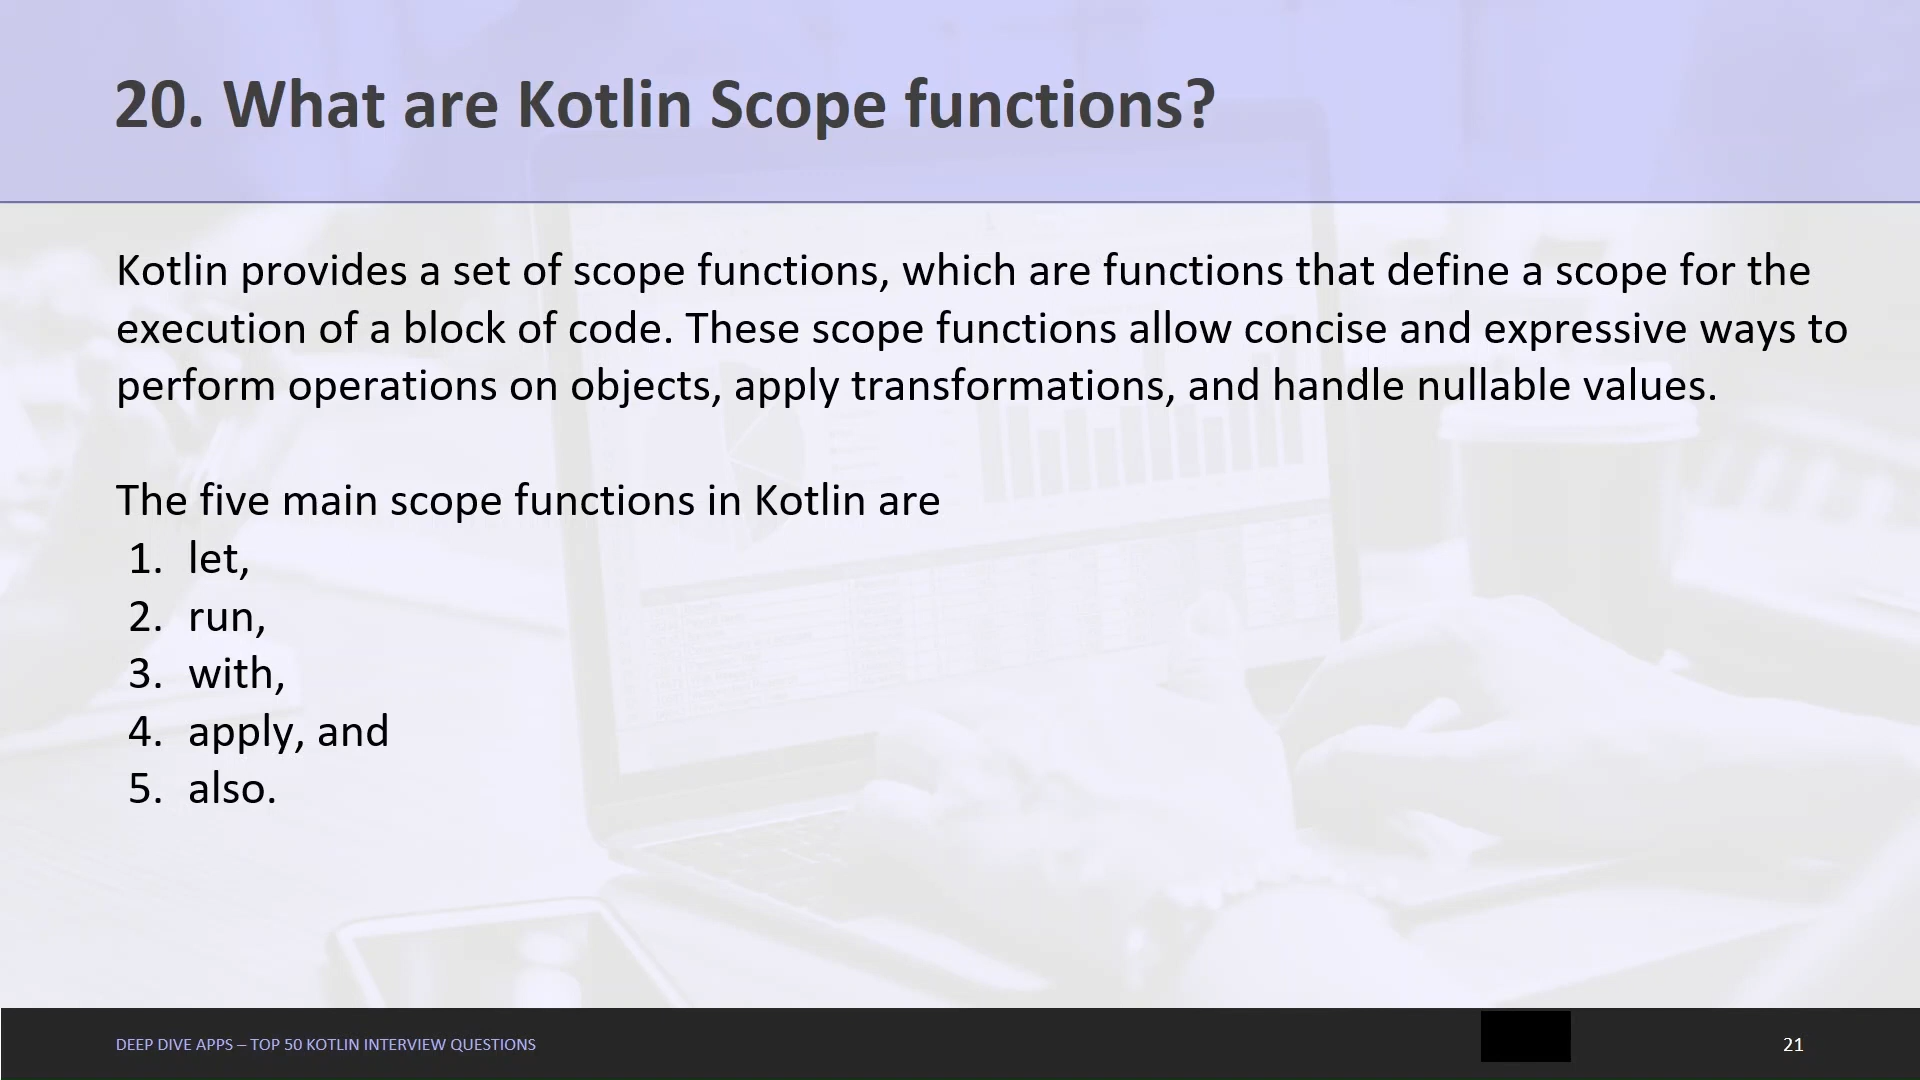 20. What are Kotlin Scope functions?
Kotlin provides a set of scope functions, which are functions that define a scope for the
execution of a block of code. These scope functions allow concise and expressive ways to
perform operations on objects, apply transformations, and handle nullable values.
The five main scope functions in Kotlin are
1. let,
2. run,
3. with,
4. apply, and
5. also.
DEEP DIVE APPS – TOP 50 KOTLIN INTERVIEW QUESTIONS
21